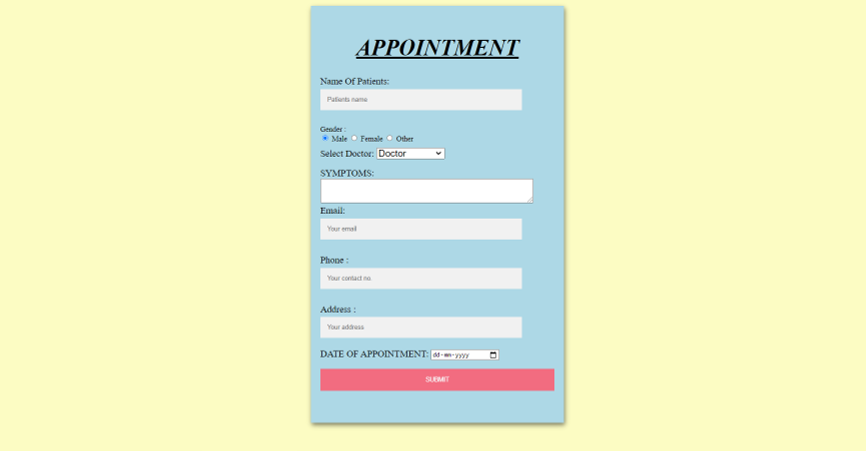 APPOINTMENT
Name Of Patients:
Patients name
Gender :
Male Female Other
Select Doctor: Doctor
SYMPTOMS:
Email:
Your email
Phone :
Your contact no
Address :
Your address
DATE OF APPOINTMENT: dd-mm-yyyy
SUBMIT